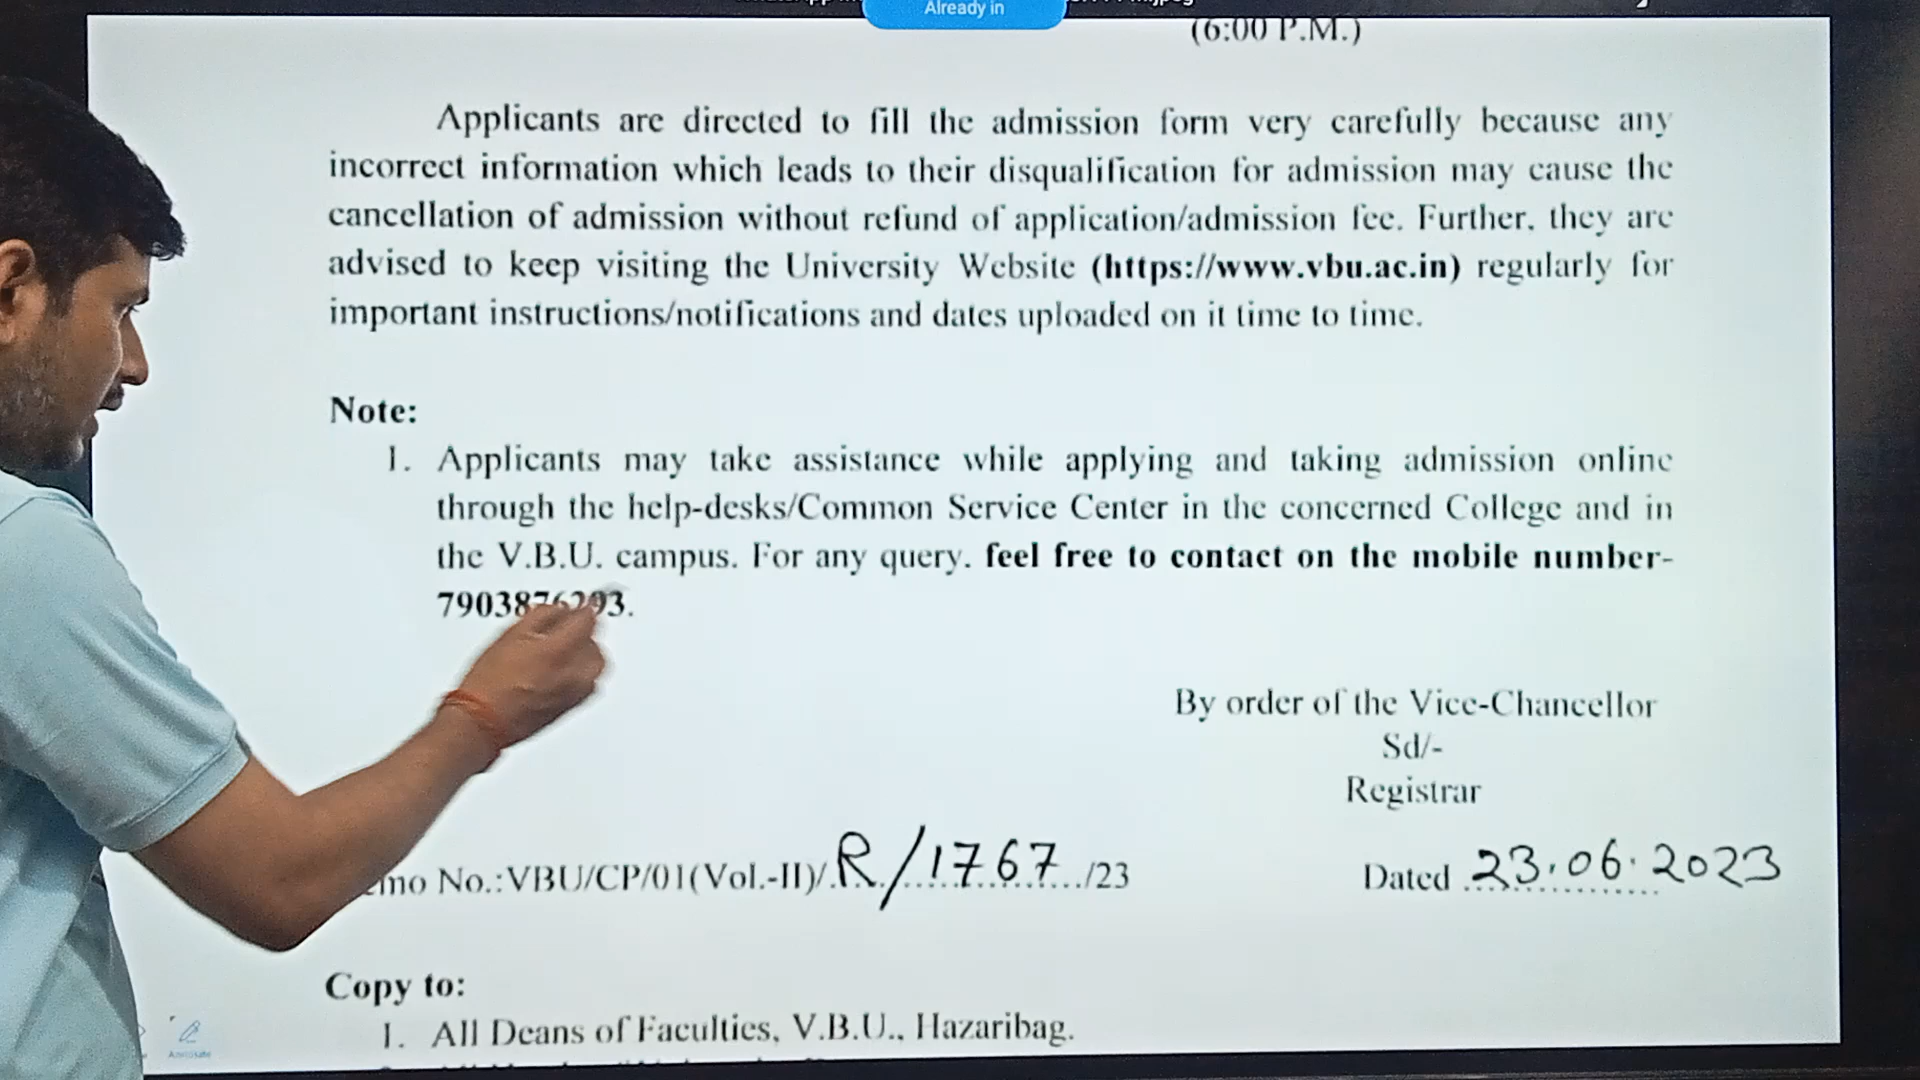 Already in
(6:00 P.M.)
Applicants are directed to fill the admission form very carefully because any
incorrect information which leads to their disqualification for admission may cause the
cancellation of admission without refund of application/admission fee. Further, they are
advised to keep visiting the University Website (https://www.vbu.ac.in) regularly for
important instructions/notifications and dates uploaded on it time to time.
Note:
1. Applicants may take assistance while applying and taking admission online
through the help-desks/Common Service Center in the concerned College and in
the V.B.U. campus. For any query, feel free to contact on the mobile number-
7903876293.
By order of the Vice-Chancellor
Sd/-
Registrar
No.:VBU/CP/01(Vol.-II)/ R/1767 /23
Dated 23.06.2023
Copy to:
1. All Deans of Faculties, V.B.U., Hazaribag.
Annotate